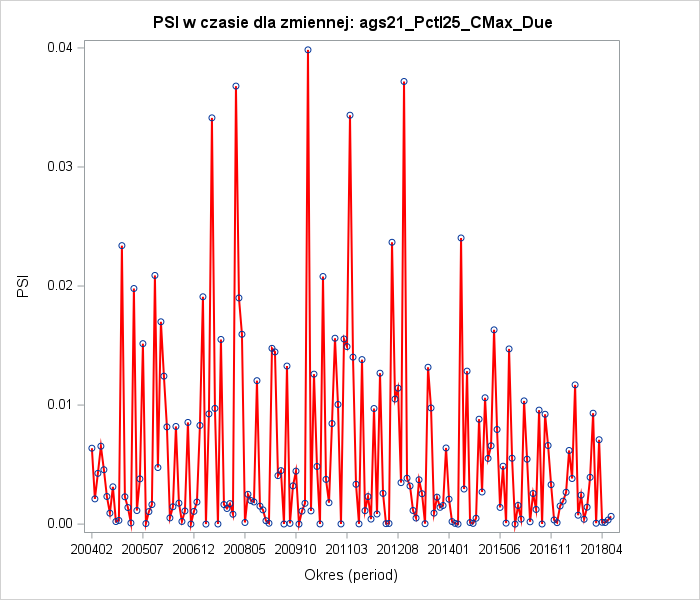 PSI w czasie dla zmiennej: ags21_Pctl25_CMax_Due
0.04
0.03
0.02
0.01
0.00
PSI
200402 200507 200612 200805 200910 201103 201208 201401 201506 201611 201804
Okres (period)